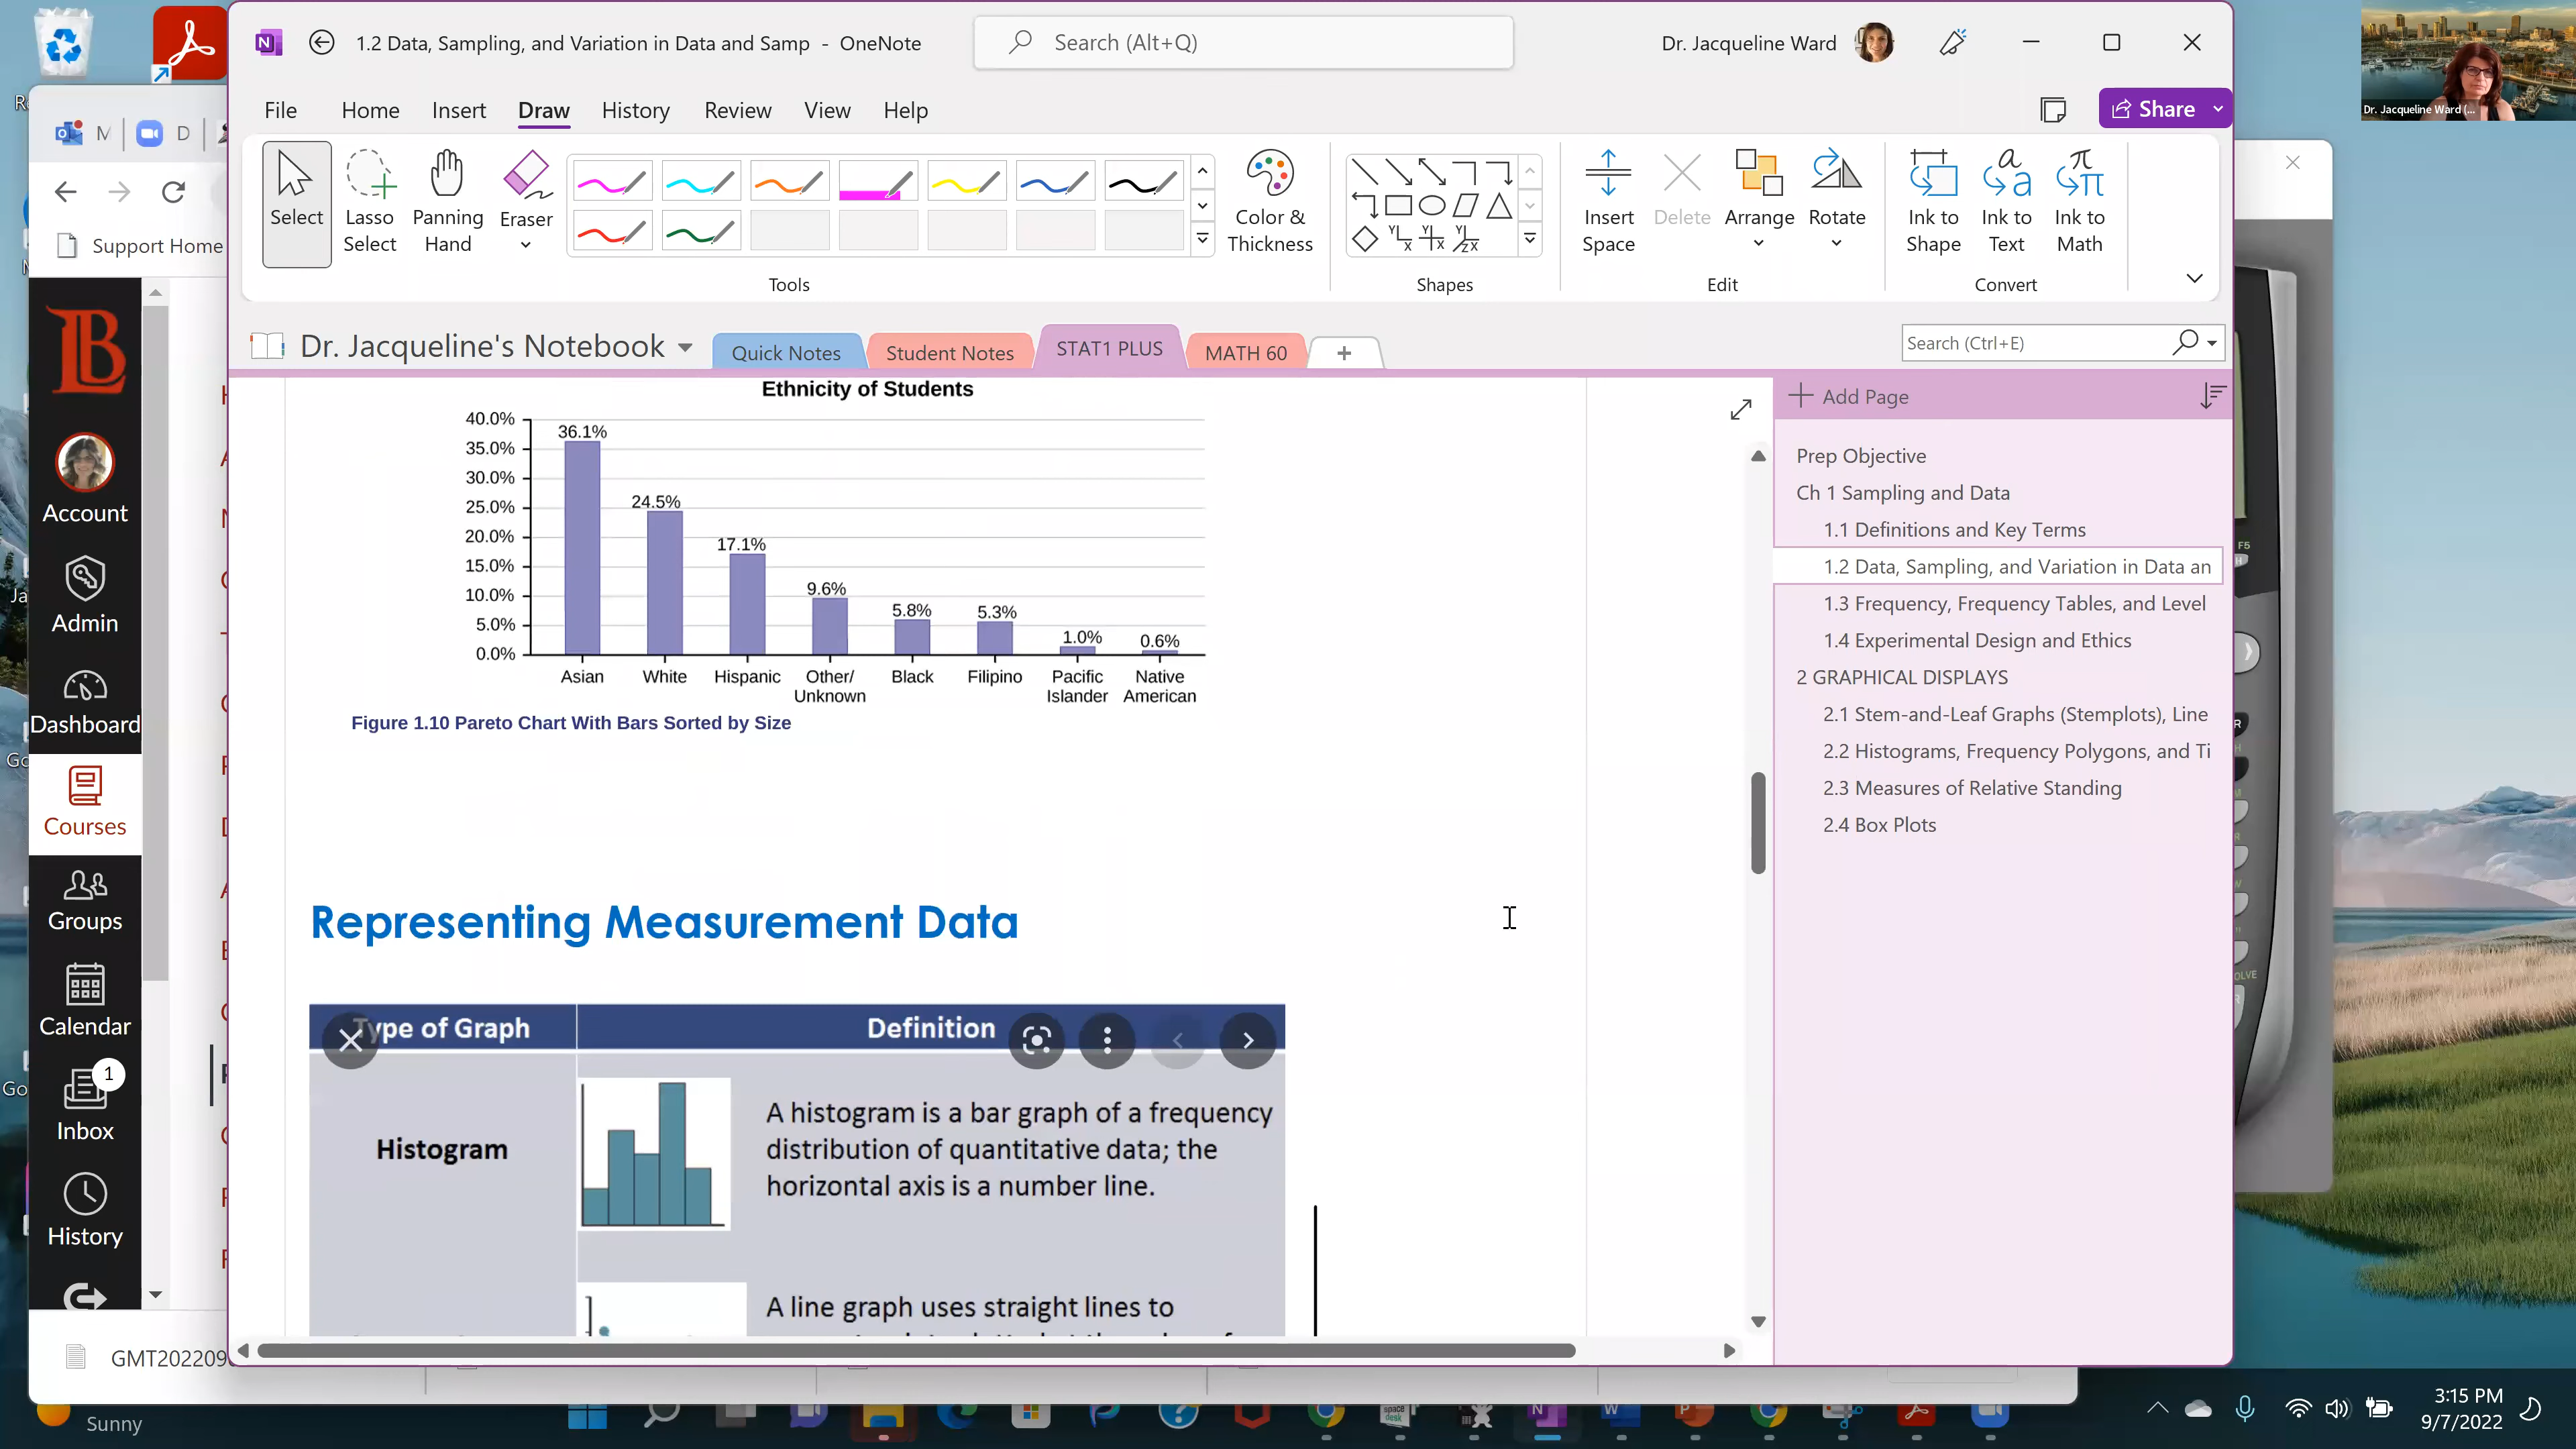 1.2 Data, Sampling, and Variation in Data and Samp - OneNote
Search (Alt+Q)
Dr. Jacqueline Ward
Dr. Jacqueline Ward (...
File Home Insert Draw History Review View Help
Share
M D
Select
Lasso Select
Panning Hand
Eraser
Color & Thickness
Insert Space
Delete
Arrange
Rotate
Ink to Shape
Ink to Text
Ink to Math
Tools
Shapes
Edit
Convert
Support Home
Dr. Jacqueline's Notebook
Quick Notes
Student Notes
STAT1 PLUS
MATH 60
Search (Ctrl+E)
Add Page
Prep Objective
Ch 1 Sampling and Data
1.1 Definitions and Key Terms
1.2 Data, Sampling, and Variation in Data an
1.3 Frequency, Frequency Tables, and Level
1.4 Experimental Design and Ethics
2 GRAPHICAL DISPLAYS
2.1 Stem-and-Leaf Graphs (Stemplots), Line
2.2 Histograms, Frequency Polygons, and Ti
2.3 Measures of Relative Standing
2.4 Box Plots
LB
Account
Admin
Dashboard
Courses
Groups
Calendar
1
Inbox
History
Ethnicity of Students
40.0%
35.0%
30.0%
25.0%
20.0%
15.0%
10.0%
5.0%
0.0%
36.1%
24.5%
17.1%
9.6%
5.8%
5.3%
1.0%
0.6%
Asian
White
Hispanic
Other/
Unknown
Black
Filipino
Pacific
Islander
Native
American
Figure 1.10 Pareto Chart With Bars Sorted by Size
Representing Measurement Data
Type of Graph Definition
Histogram
A histogram is a bar graph of a frequency
distribution of quantitative data; the
horizontal axis is a number line.
A line graph uses straight lines to
F5
GMT202209
Sunny
3:15 PM
9/7/2022